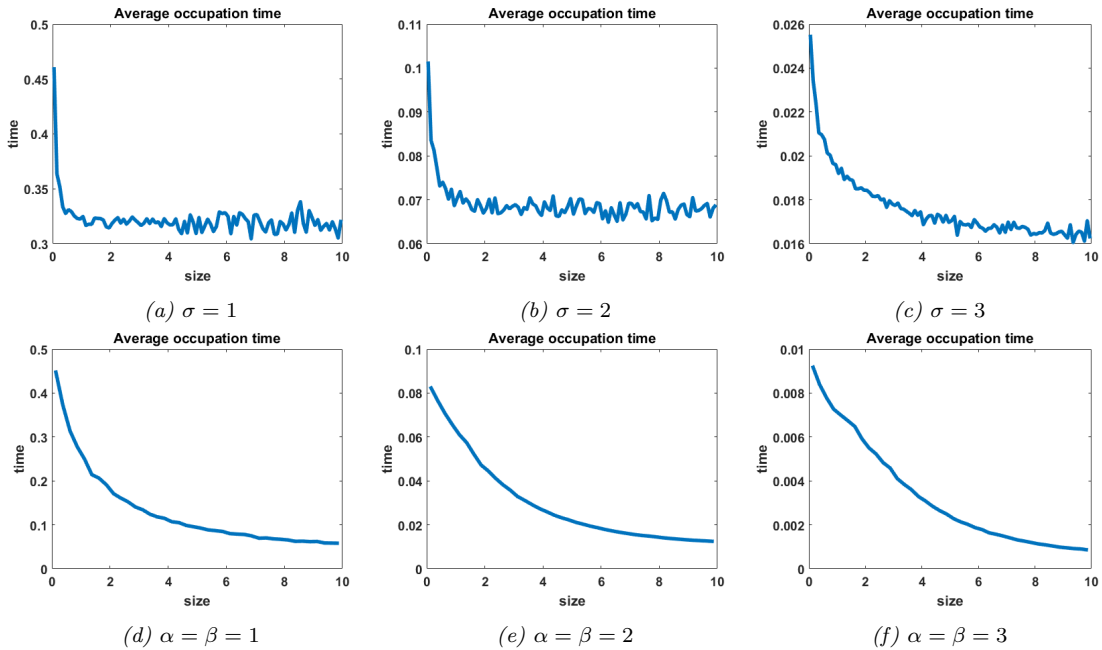 Average occupation time
0.5
0.45
0.4
0.35
0.3
time
0 2 4 6 8 10
size
(a) σ = 1
Average occupation time
0.11
0.1
0.09
0.08
0.07
0.06
time
0 2 4 6 8 10
size
(b) σ = 2
Average occupation time
0.026
0.024
0.022
0.02
0.018
0.016
time
0 2 4 6 8 10
size
(c) σ = 3
Average occupation time
0.5
0.4
0.3
0.2
0.1
0
time
0 2 4 6 8 10
size
(d) α = β = 1
Average occupation time
0.1
0.08
0.06
0.04
0.02
0
time
0 2 4 6 8 10
size
(e) α = β = 2
Average occupation time
0.01
0.008
0.006
0.004
0.002
0
time
0 2 4 6 8 10
size
(f) α = β = 3